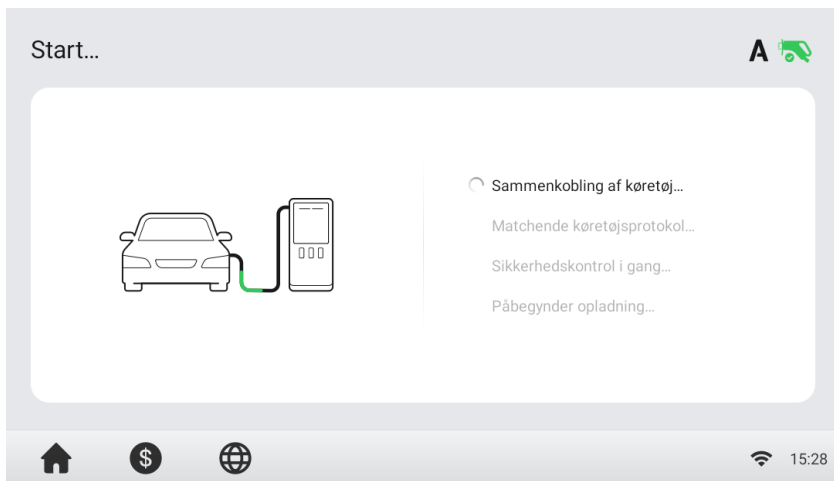 Start…
A
Sammenkobling af køretøj…
Matchende køretøjsprotokol…
Sikkerhedskontrol i gang…
Påbegynder opladning…
$
15:28